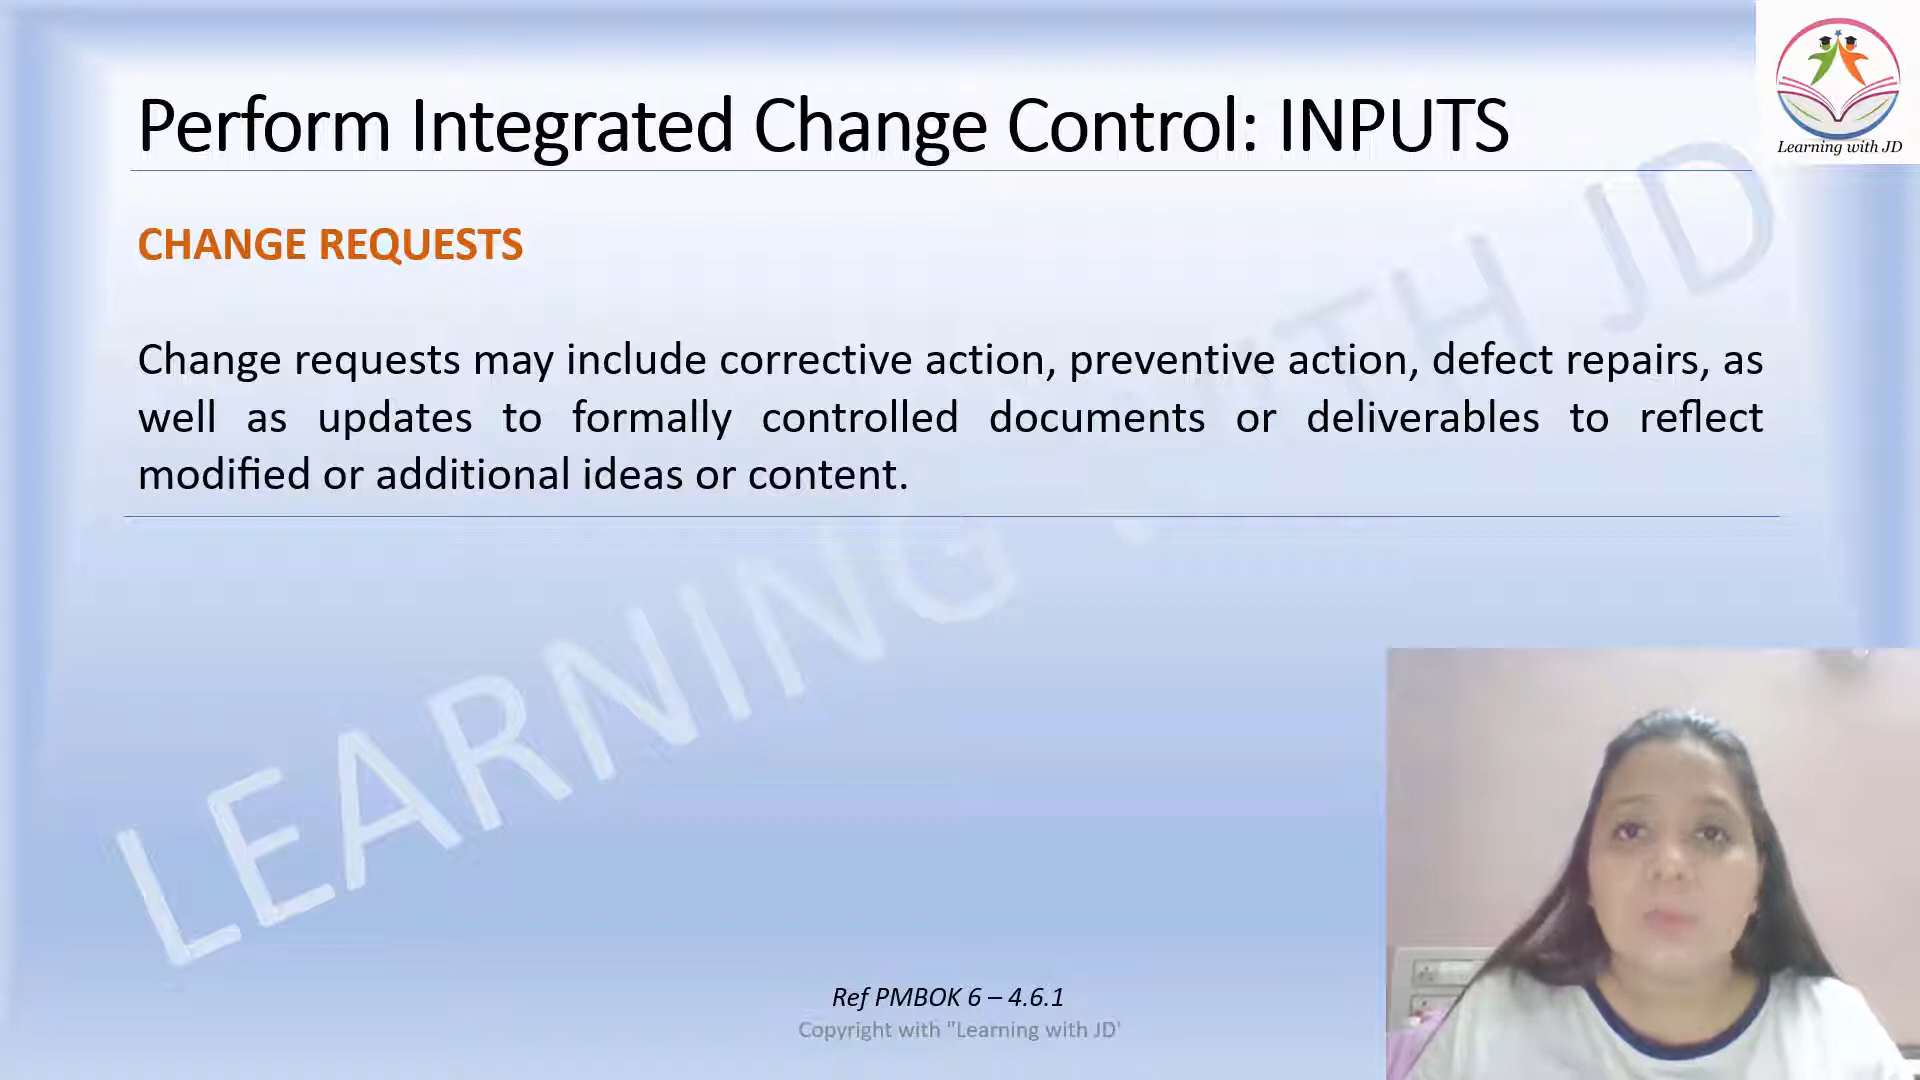 Perform Integrated Change Control: INPUTS
Learning with JD
CHANGE REQUESTS
Change requests may include corrective action, preventive action, defect repairs, as
well as updates to formally controlled documents or deliverables to reflect
modified or additional ideas or content.
LEARNING WITH JD
Ref PMBOK 6 – 4.6.1
Copyright with "Learning with JD'